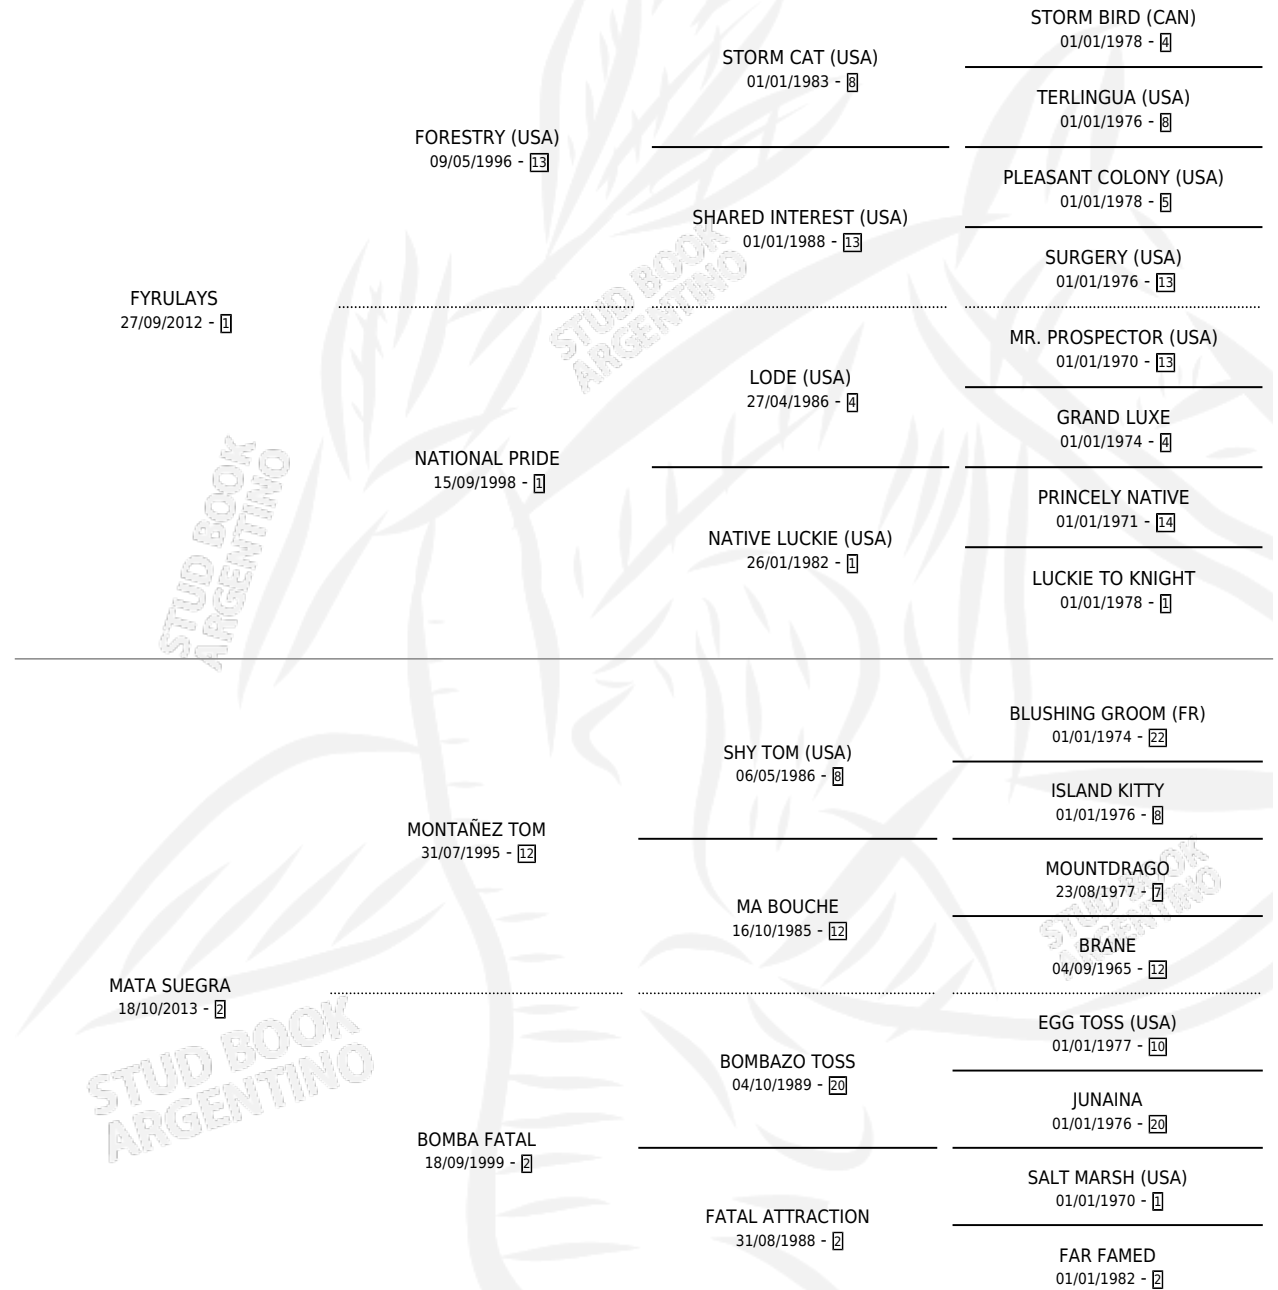 STORM BIRD (CAN)
01/01/1978 - 4
STORM CAT (USA)
01/01/1983 - 8
TERLINGUA (USA)
01/01/1976 - 8
FORESTRY (USA)
09/05/1996 - 13
PLEASANT COLONY (USA)
01/01/1978 - 5
SHARED INTEREST (USA)
01/01/1988 - 13
SURGERY (USA)
01/01/1976 - 13
FYRULAYS
27/09/2012 - 1
MR. PROSPECTOR (USA)
01/01/1970 - 13
LODE (USA)
27/04/1986 - 4
GRAND LUXE
01/01/1974 - 4
NATIONAL PRIDE
15/09/1998 - 1
PRINCELY NATIVE
01/01/1971 - 14
NATIVE LUCKIE (USA)
26/01/1982 - 1
LUCKIE TO KNIGHT
01/01/1978 - 1
BLUSHING GROOM (FR)
01/01/1974 - 22
SHY TOM (USA)
06/05/1986 - 8
ISLAND KITTY
01/01/1976 - 8
MONTAÑEZ TOM
31/07/1995 - 12
MOUNTDRAGO
23/08/1977 - 7
MA BOUCHE
16/10/1985 - 12
BRANE
04/09/1965 - 12
MATA SUEGRA
18/10/2013 - 2
EGG TOSS (USA)
01/01/1977 - 10
BOMBAZO TOSS
04/10/1989 - 20
JUNAINA
01/01/1976 - 20
BOMBA FATAL
18/09/1999 - 2
SALT MARSH (USA)
01/01/1970 - 1
FATAL ATTRACTION
31/08/1988 - 2
FAR FAMED
01/01/1982 - 2
STUD BOOK
ARGENTINO
STUD BOOK
ARGENTINO
STUD BOOK
ARGENTINO
STUD BOOK
ARGENTINO